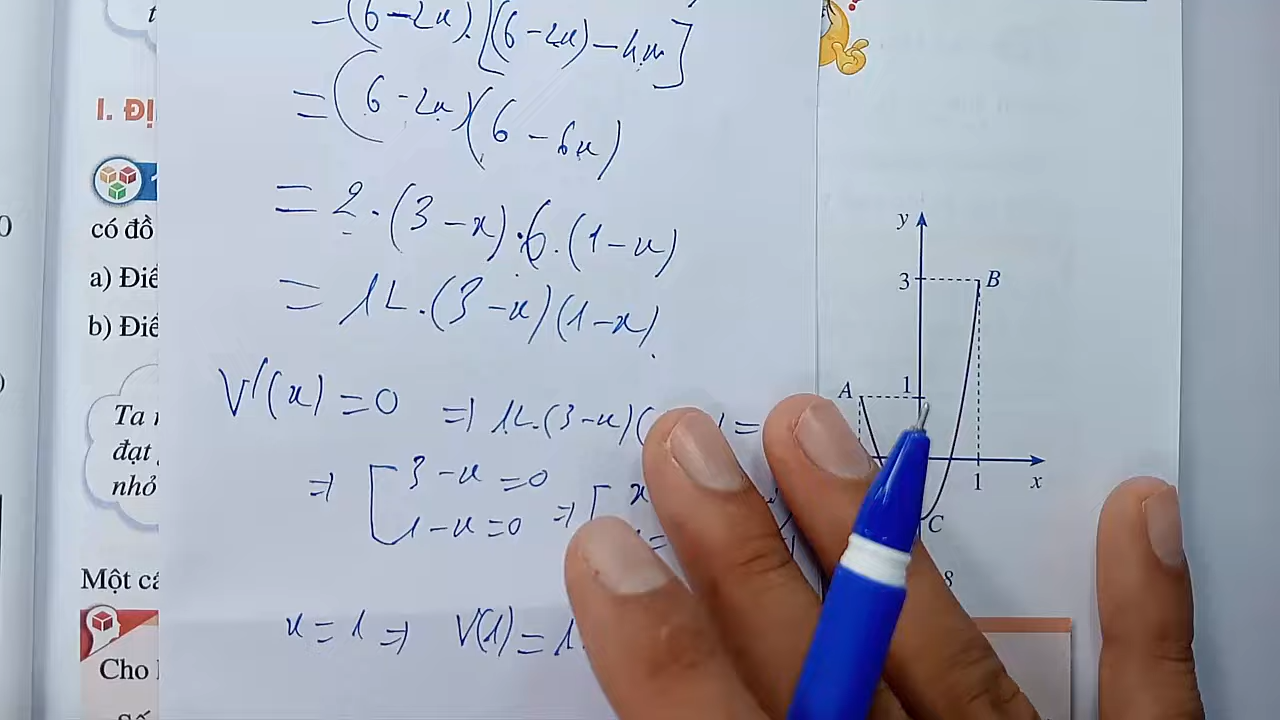 = (6 - 2x).[(6 - 2x) - 4x]
= (6 - 2x)(6 - 6x)
= 2.(3 - x).6.(1 - x)
= 12.(3 - x)(1 - x).
V'(x) = 0 => 12.(3 - x)( =
=> [ 3 - x = 0
1 - x = 0 => [ x
x = 1 => V(1) = 1
I. ĐỊ
có đồ
a) Điể
b) Điể
Ta
đạt
nhỏ
Một cá
Cho
Số
y
3 B
A 1
1 x
C
8